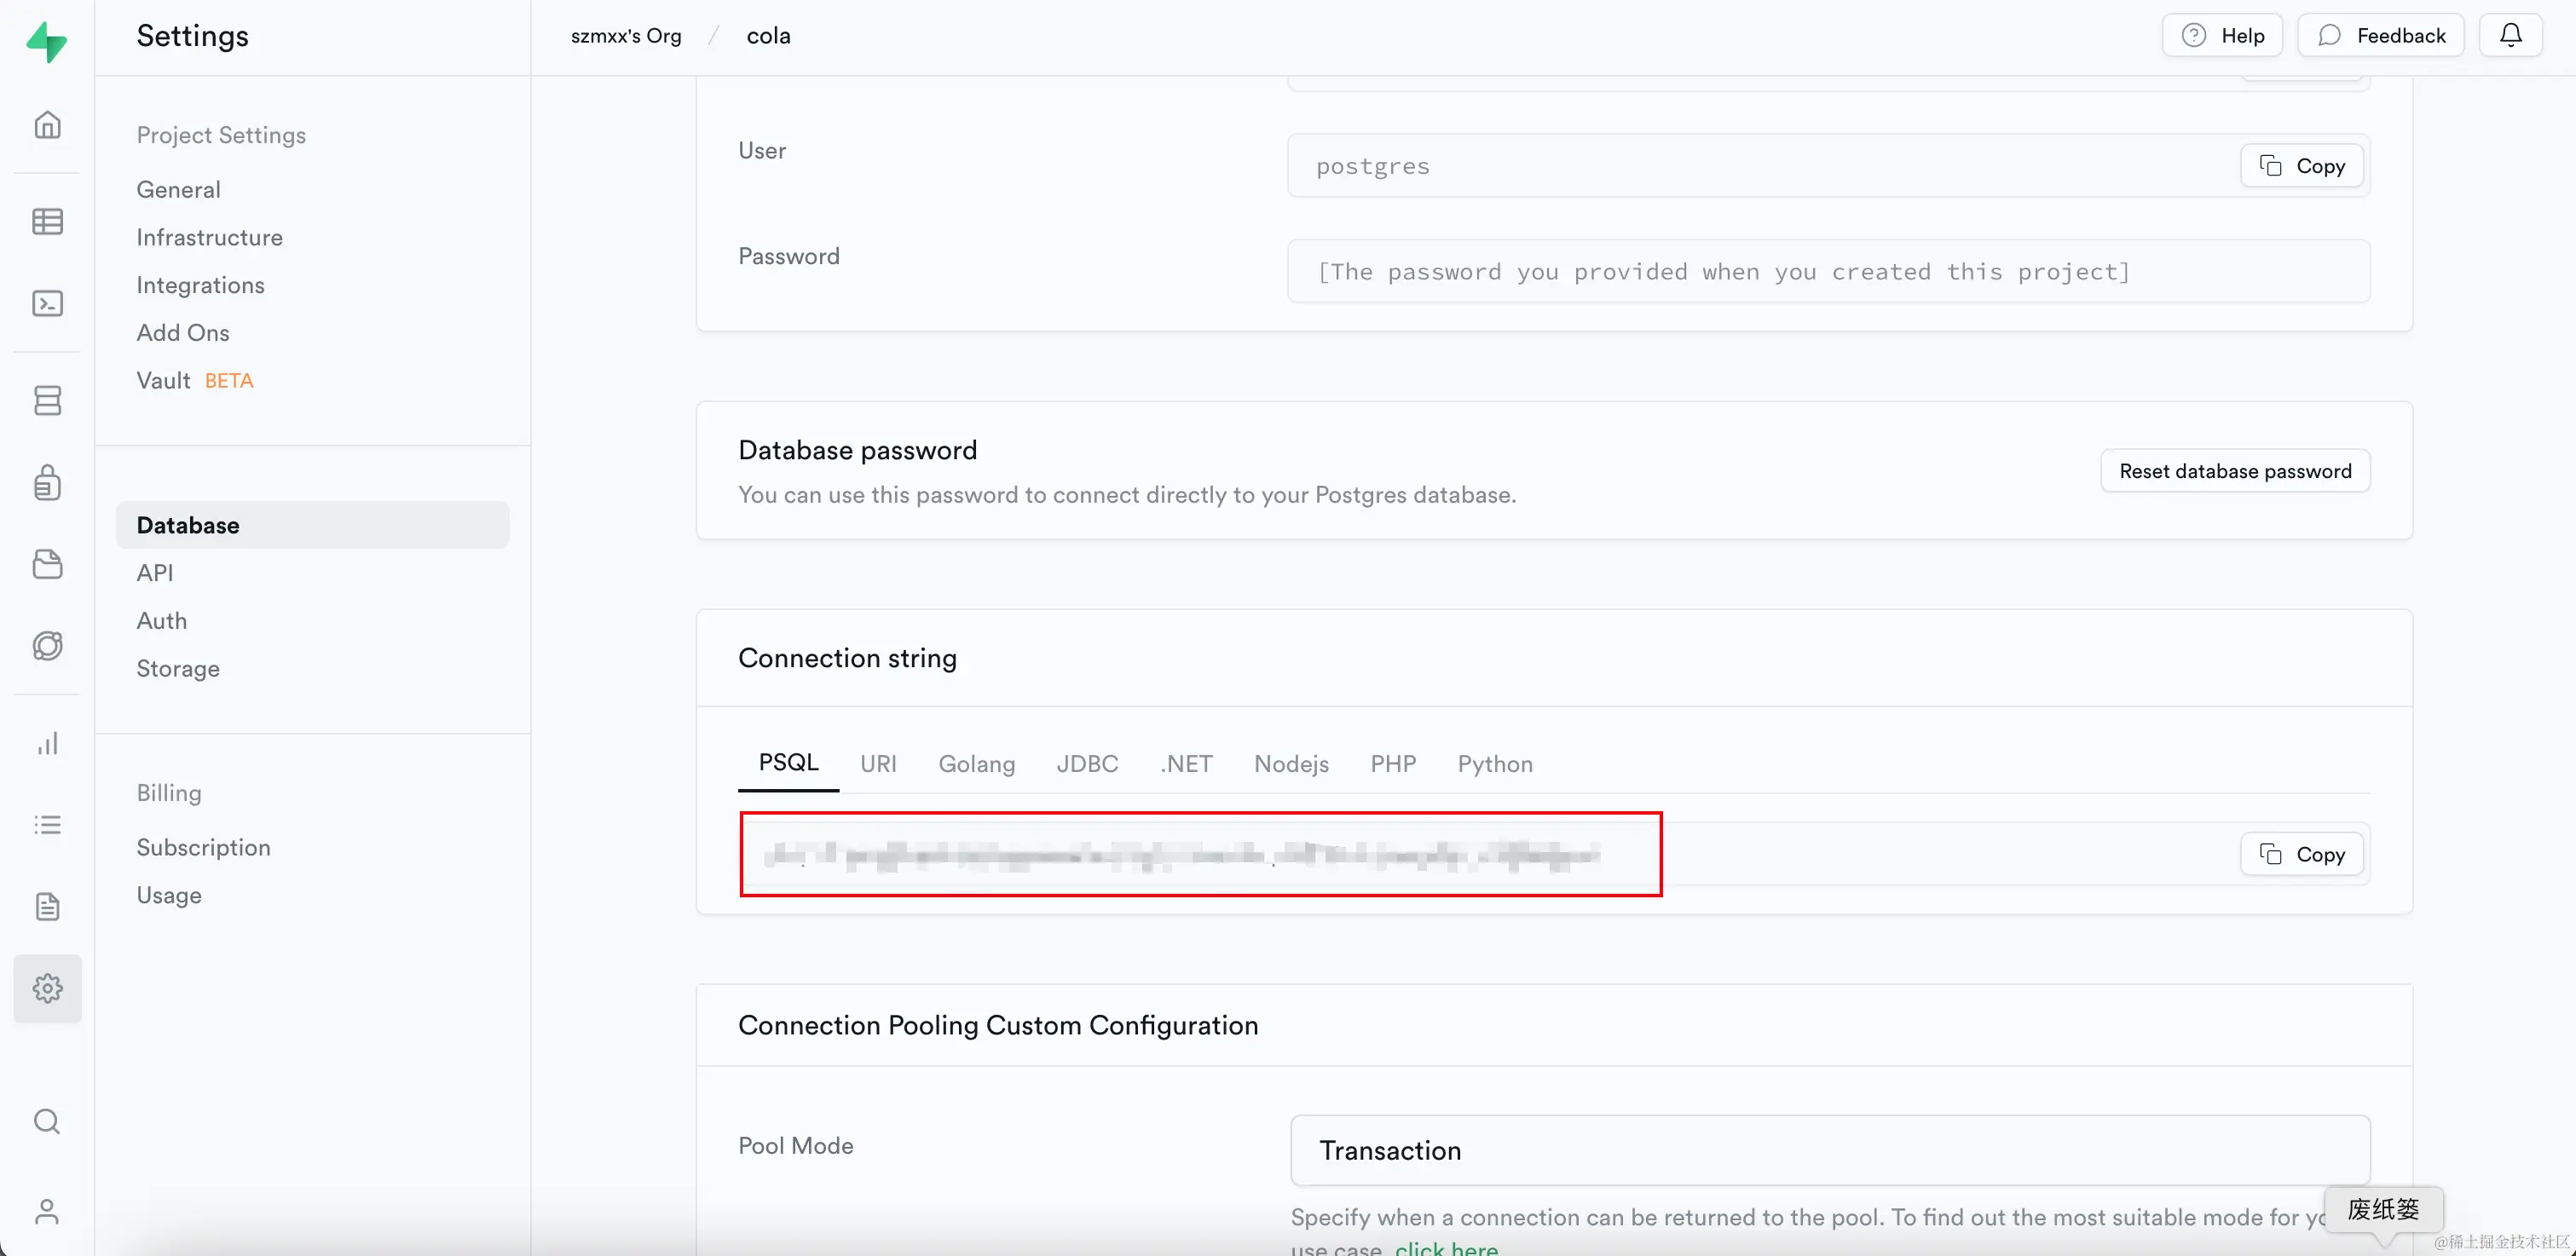 Settings
szmxx's Org / cola
Help
Feedback
Project Settings
General
Infrastructure
Integrations
Add Ons
Vault BETA
Database
API
Auth
Storage
Billing
Subscription
Usage
User
postgres
Copy
Password
[The password you provided when you created this project]
Database password
You can use this password to connect directly to your Postgres database.
Reset database password
Connection string
PSQL URI Golang JDBC .NET Nodejs PHP Python
Copy
Connection Pooling Custom Configuration
Pool Mode
Transaction
Specify when a connection can be returned to the pool. To find out the most suitable mode for
use case, click here
废纸篓
@稀土掘金技术社区